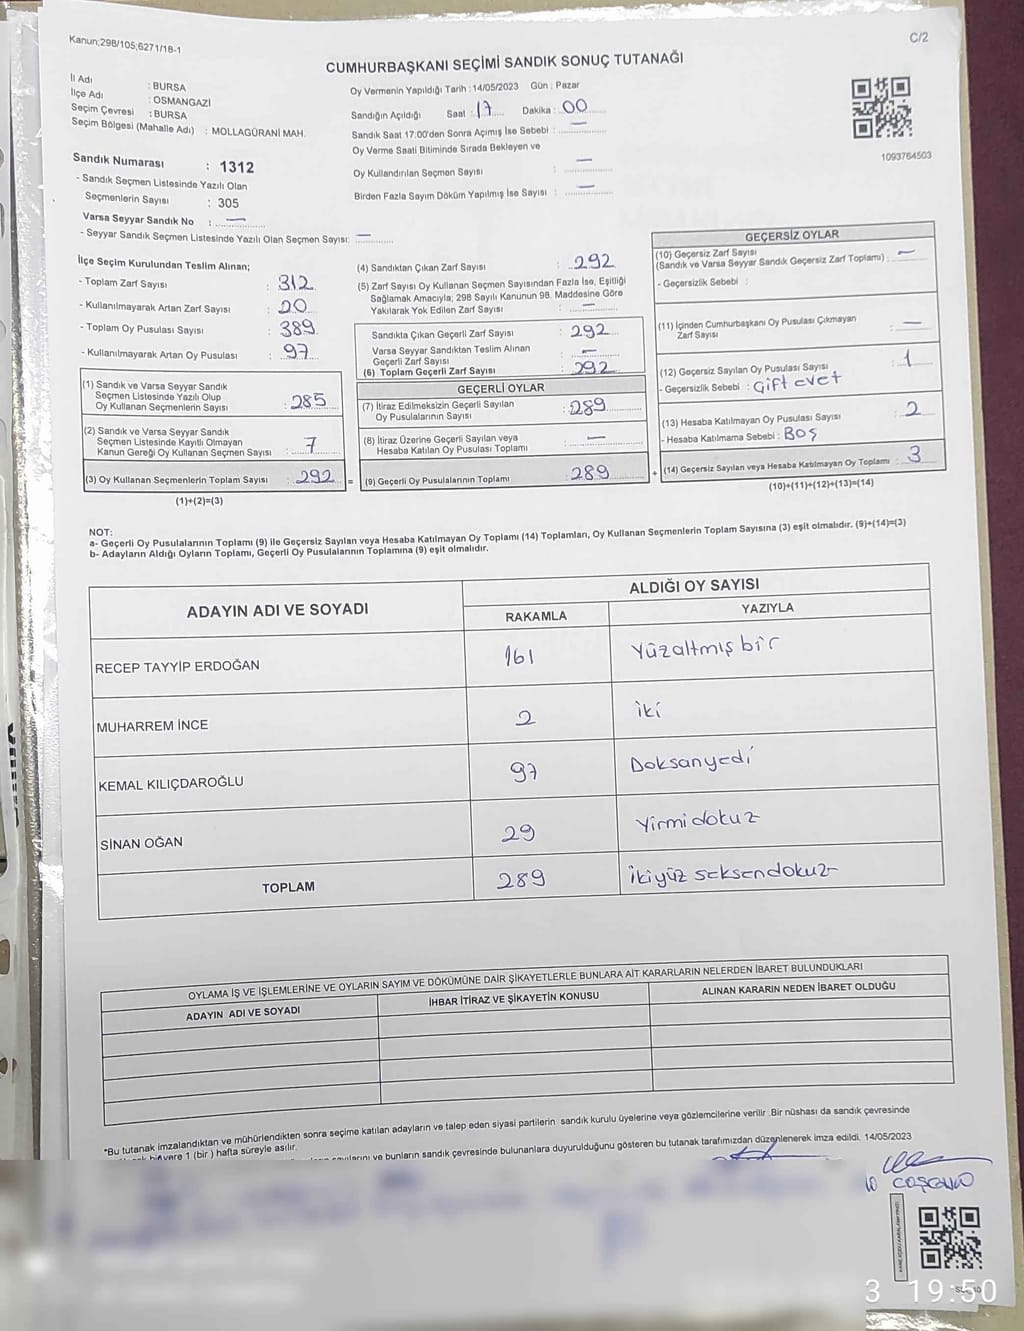 Kanun;298/105;6271/18-1
C/2
CUMHURBAŞKANI SEÇİMİ SANDIK SONUÇ TUTANAĞI
İl Adı : BURSA
İlçe Adı : OSMANGAZİ
Seçim Çevresi : BURSA
Seçim Bölgesi (Mahalle Adı) : MOLLAGÜRANİ MAH.
Sandık Numarası : 1312
- Sandık Seçmen Listesinde Yazılı Olan
Seçmenlerin Sayısı : 305
Varsa Seyyar Sandık No : —
- Seyyar Sandık Seçmen Listesinde Yazılı Olan Seçmen Sayısı: —
Oy Vermenin Yapıldığı Tarih : 14/05/2023 Gün : Pazar
Sandığın Açıldığı Saat : 17 Dakika : 00
Sandık Saat 17:00'den Sonra Açımış İse Sebebi : —
Oy Verme Saati Bitiminde Sırada Bekleyen ve
Oy Kullandırılan Seçmen Sayısı : —
Birden Fazla Sayım Döküm Yapılmış İse Sayısı : —
1093764503
İlçe Seçim Kurulundan Teslim Alınan;
- Toplam Zarf Sayısı : 312
- Kullanılmayarak Artan Zarf Sayısı : 20
- Toplam Oy Pusulası Sayısı : 389
- Kullanılmayarak Artan Oy Pusulası : 97
(1) Sandık ve Varsa Seyyar Sandık
Seçmen Listesinde Yazılı Olup
Oy Kullanan Seçmenlerin Sayısı : 285
(2) Sandık ve Varsa Seyyar Sandık
Seçmen Listesinde Kayıtlı Olmayan
Kanun Gereği Oy Kullanan Seçmen Sayısı : 7
(3) Oy Kullanan Seçmenlerin Toplam Sayısı : 292 =
(1)+(2)=(3)
(4) Sandıktan Çıkan Zarf Sayısı : 292
(5) Zarf Sayısı Oy Kullanan Seçmen Sayısından Fazla İse, Eşitliği
Sağlamak Amacıyla; 298 Sayılı Kanunun 98. Maddesine Göre
Yakılarak Yok Edilen Zarf Sayısı : —
Sandıkta Çıkan Geçerli Zarf Sayısı : 292
Varsa Seyyar Sandıktan Teslim Alınan
Geçerli Zarf Sayısı : —
(6) Toplam Geçerli Zarf Sayısı : 292
GEÇERLİ OYLAR
(7) İtiraz Edilmeksizin Geçerli Sayılan
Oy Pusulalarının Sayısı : 289
(8) İtiraz Üzerine Geçerli Sayılan veya
Hesaba Katılan Oy Pusulası Toplamı : —
(9) Geçerli Oy Pusulalarının Toplamı : 289 +
GEÇERSİZ OYLAR
(10) Geçersiz Zarf Sayısı
(Sandık ve Varsa Seyyar Sandık Geçersiz Zarf Toplamı) : —
- Geçersizlik Sebebi :
(11) İçinden Cumhurbaşkanı Oy Pusulası Çıkmayan
Zarf Sayısı : —
(12) Geçersiz Sayılan Oy Pusulası Sayısı : 1
- Geçersizlik Sebebi : Çift evet
(13) Hesaba Katılmayan Oy Pusulası Sayısı : 2
- Hesaba Katılmama Sebebi : Boş
(14) Geçersiz Sayılan veya Hesaba Katılmayan Oy Toplamı : 3
(10)+(11)+(12)+(13)=(14)
NOT:
a- Geçerli Oy Pusulalarının Toplamı (9) ile Geçersiz Sayılan veya Hesaba Katılmayan Oy Toplamı (14) Toplamları, Oy Kullanan Seçmenlerin Toplam Sayısına (3) eşit olmalıdır. (9)+(14)=(3)
b- Adayların Aldığı Oyların Toplamı, Geçerli Oy Pusulalarının Toplamına (9) eşit olmalıdır.
ADAYIN ADI VE SOYADI
ALDIĞI OY SAYISI
RAKAMLA YAZIYLA
RECEP TAYYİP ERDOĞAN 161 Yüzaltmış bir
MUHARREM İNCE 2 iki
KEMAL KILIÇDAROĞLU 97 Doksanyedi
SİNAN OĞAN 29 Yirmidokuz
TOPLAM 289 ikiyüz seksendokuz
OYLAMA İŞ VE İŞLEMLERİNE VE OYLARIN SAYIM VE DÖKÜMÜNE DAİR ŞİKAYETLERLE BUNLARA AİT KARARLARIN NELERDEN İBARET BULUNDUKLARI
ADAYIN ADI VE SOYADI İHBAR İTİRAZ VE ŞİKAYETİN KONUSU ALINAN KARARIN NEDEN İBARET OLDUĞU
*Bu tutanak imzalandıktan ve mühürlendikten sonra seçime katılan adayların ve talep eden siyasi partilerin sandık kurulu üyelerine veya gözlemcilerine verilir. Bir nüshası da sandık çevresinde
1 (bir ) hafta süreyle asılır.
ve bunların sandık çevresinde bulunanlara duyurulduğunu gösteren bu tutanak tarafımızdan düzenlenerek imza edildi. 14/05/2023
3 19:50